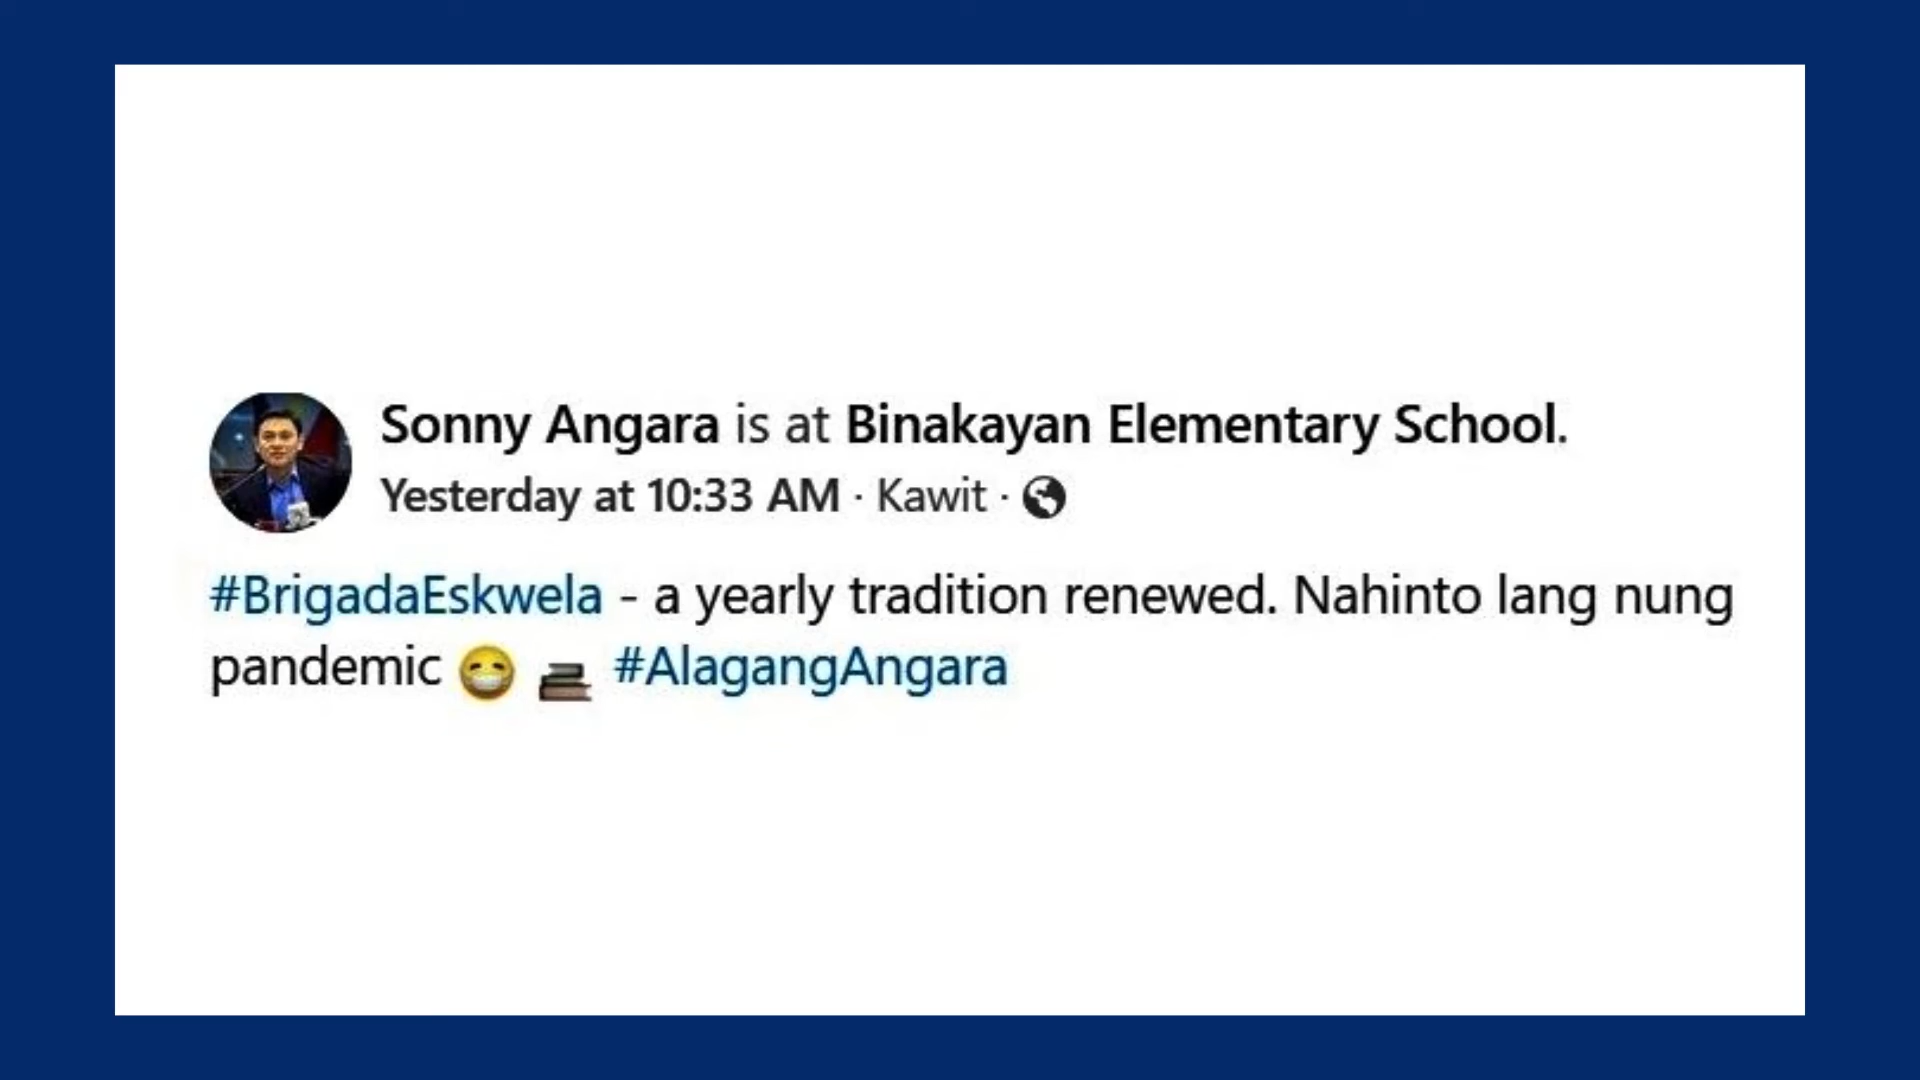 Sonny Angara is at Binakayan Elementary School.
Yesterday at 10:33 AM · Kawit ·
#BrigadaEskwela - a yearly tradition renewed. Nahinto lang nung
pandemic 😷 📚 #AlagangAngara